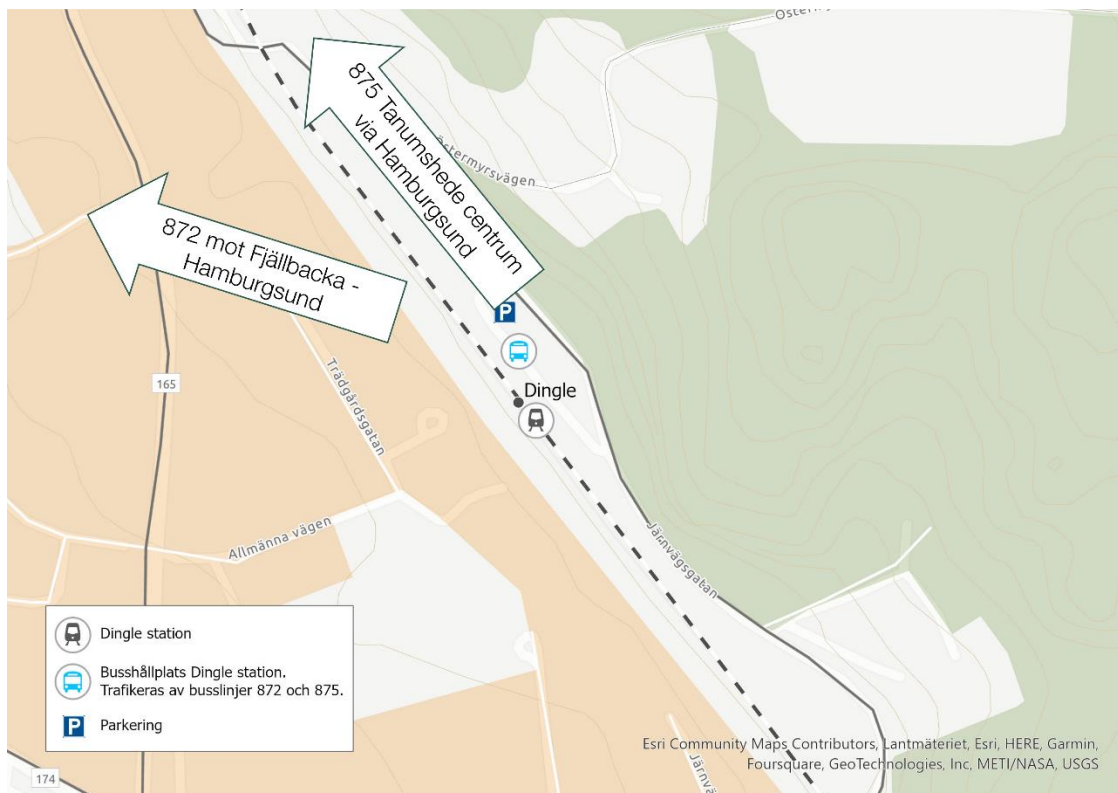 Österm
875 Tanumshede centrum
via Hamburgsund
Östermyrsvägen
872 mot Fjällbacka -
Hamburgsund
P
165
Trädgårdsgatan
Dingle
Allmänna vägen
Järnvägsgatan
Dingle station
Busshållplats Dingle station.
Trafikeras av busslinjer 872 och 875.
P
Parkering
174
Järnv
Esri Community Maps Contributors, Lantmäteriet, Esri, HERE, Garmin,
Foursquare, GeoTechnologies, Inc, METI/NASA, USGS